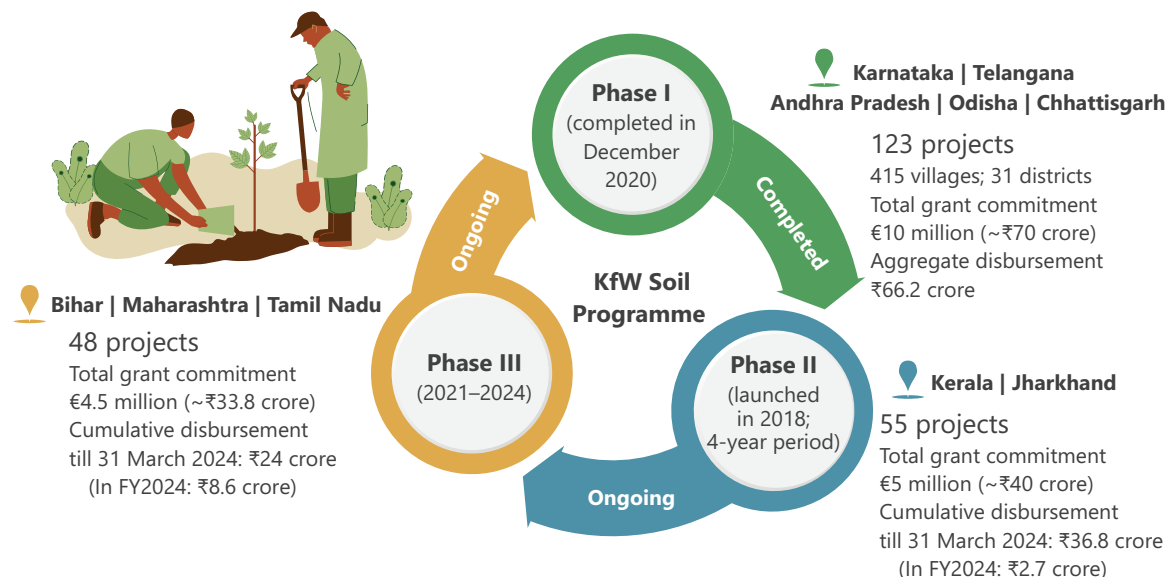 Phase I
(completed in
December
2020)
Completed
Karnataka | Telangana
Andhra Pradesh | Odisha | Chhattisgarh
123 projects
415 villages; 31 districts
Total grant commitment
€10 million (~₹70 crore)
Aggregate disbursement
₹66.2 crore
KfW Soil
Programme
Phase II
(launched
in 2018;
4-year period)
Ongoing
Kerala | Jharkhand
55 projects
Total grant commitment
€5 million (~₹40 crore)
Cumulative disbursement
till 31 March 2024: ₹36.8 crore
(In FY2024: ₹2.7 crore)
Phase III
(2021–2024)
Ongoing
Bihar | Maharashtra | Tamil Nadu
48 projects
Total grant commitment
€4.5 million (~₹33.8 crore)
Cumulative disbursement
till 31 March 2024: ₹24 crore
(In FY2024: ₹8.6 crore)